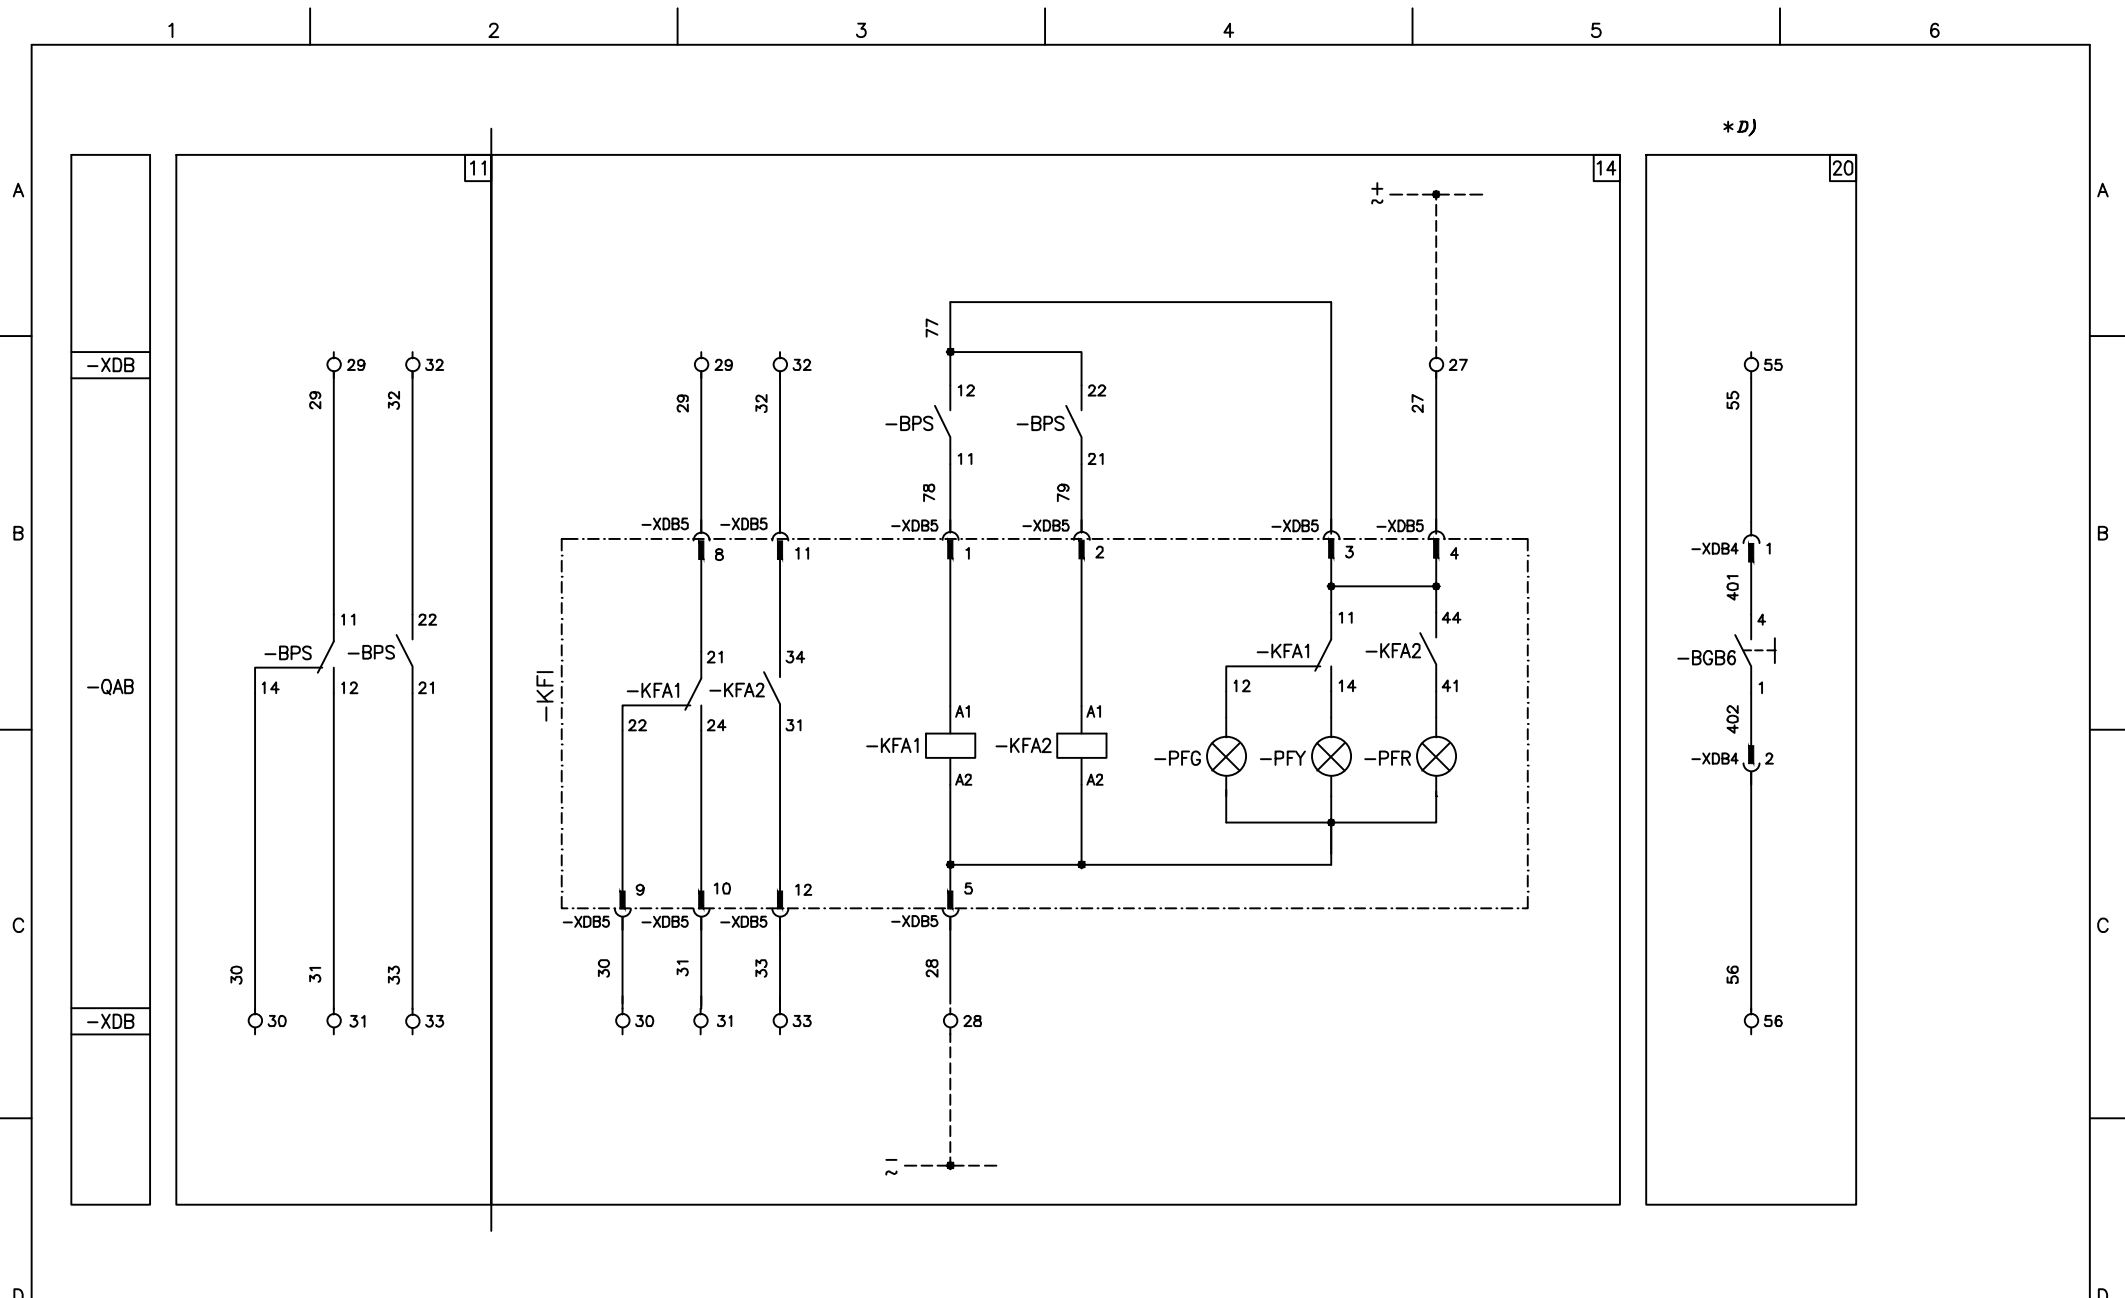 1 2 3 4 5 6
*D)
11 14 20
A A
+
~
77
-XDB 29 32 29 32 27 55
29 32 29 32 12 22 27 55
-BPS -BPS
11 21
78 79
-XDB5 -XDB5 -XDB5 -XDB5 -XDB5 -XDB5
B B
8 11 1 2 3 4 -XDB4 1
401
11 22 11 44 4
-BPS -BPS 21 34 -KFA1 -KFA2 -BGB6
-QAB 14 12 21 -KFI -KFA1 -KFA2 12 14 41 1
22 24 31 A1 A1 402
-KFA1 -KFA2 -PFG -PFY -PFR -XDB4 2
A2 A2
9 10 12 5
-XDB5 -XDB5 -XDB5 -XDB5
C C
30 31 33 30 31 33 28 56
-XDB 30 31 33 30 31 33 28 56
-
~
D D